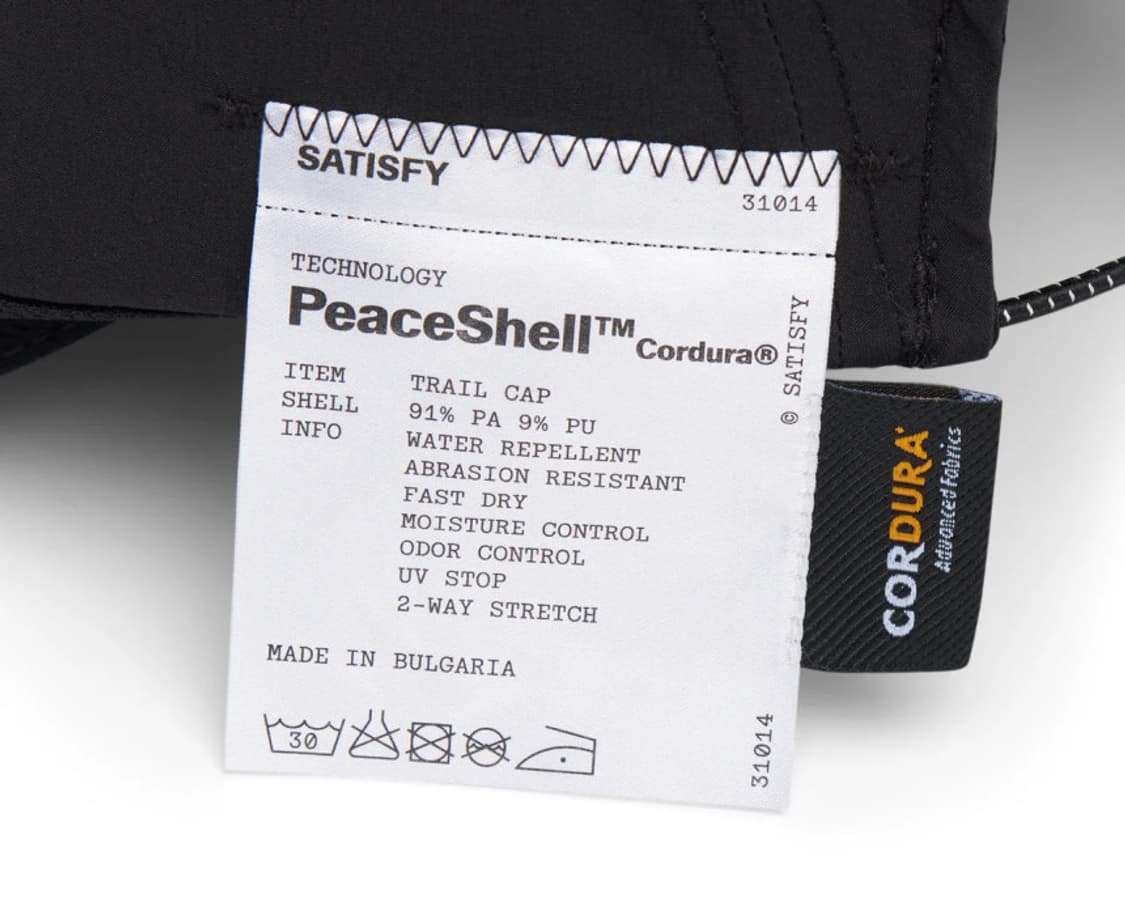 SATISFY
31014
TECHNOLOGY
PeaceShell™ Cordura®
© SATISFY
ITEM TRAIL CAP
SHELL 91% PA 9% PU
INFO WATER REPELLENT
ABRASION RESISTANT
FAST DRY
MOISTURE CONTROL
ODOR CONTROL
UV STOP
2-WAY STRETCH
MADE IN BULGARIA
30
31014
CORDURA
Advanced Fabrics